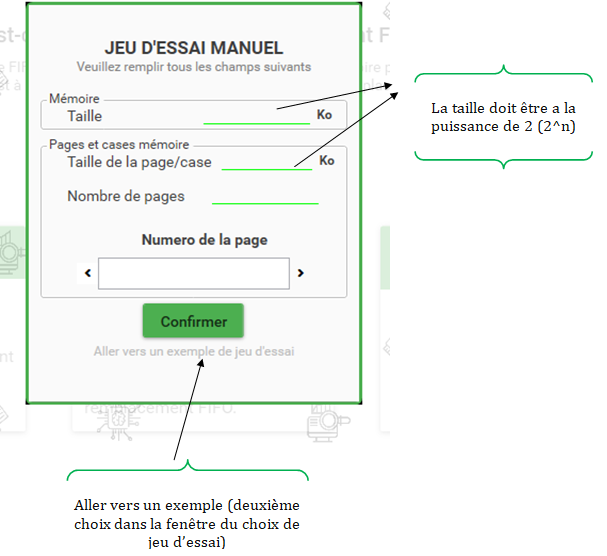 JEU D'ESSAI MANUEL
Veuillez remplir tous les champs suivants
Mémoire
Taille Ko
Pages et cases mémoire
Taille de la page/case Ko
Nombre de pages
Numero de la page
Confirmer
Aller vers un exemple de jeu d'essai
remplacement FIFO.
La taille doit être a la
puissance de 2 (2^n)
Aller vers un exemple (deuxième
choix dans la fenêtre du choix de
jeu d'essai)